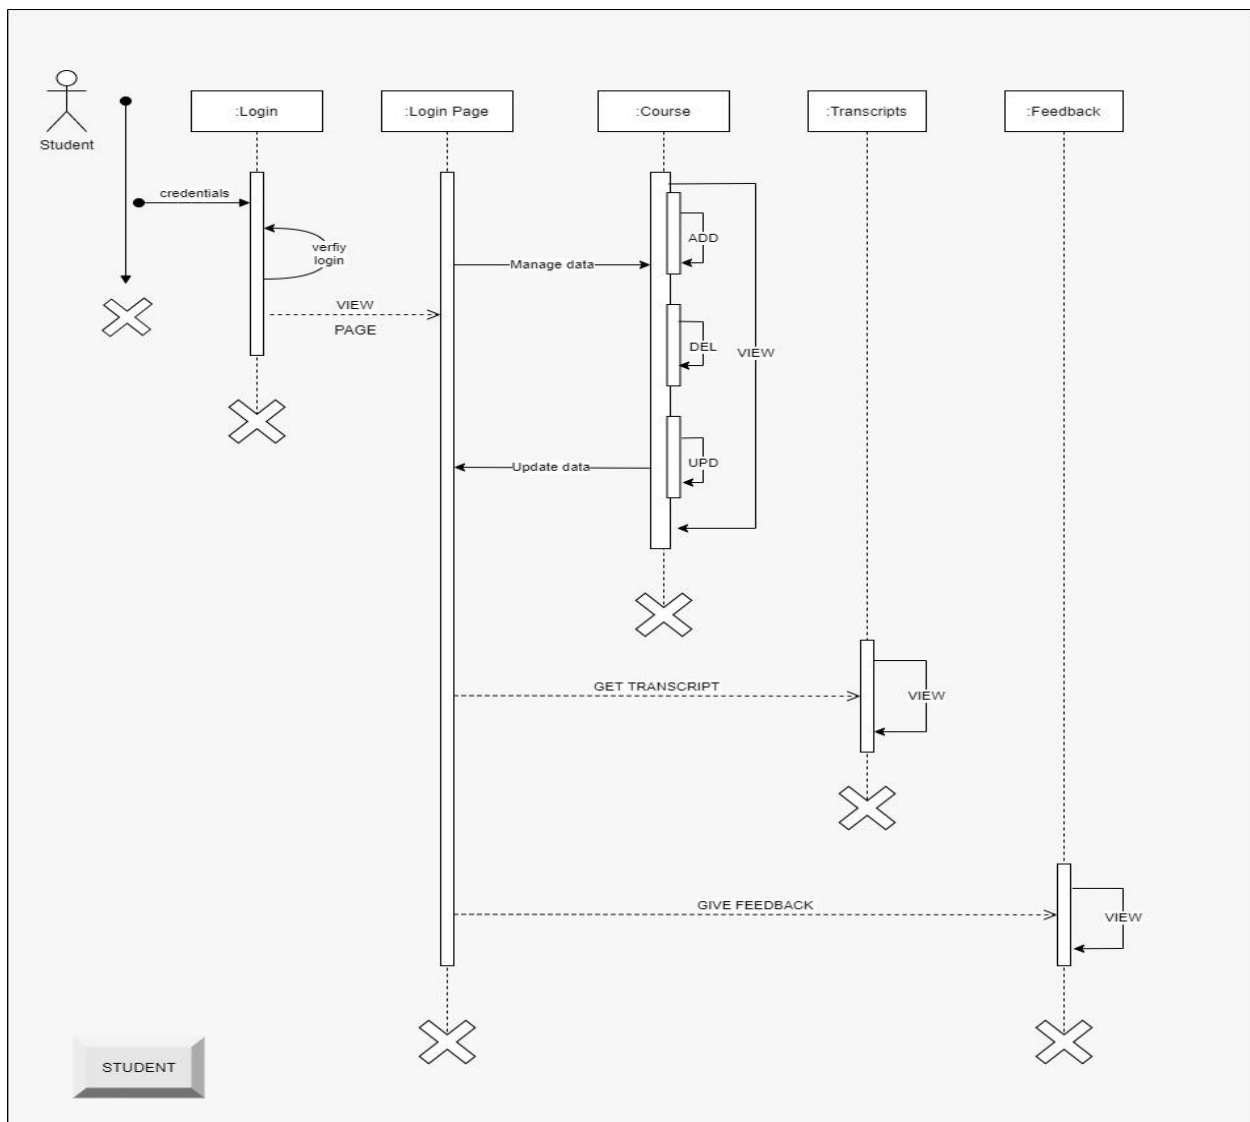 Student
:Login
:Login Page
:Course
:Transcripts
:Feedback
credentials
verfiy
login
VIEW
PAGE
Manage data
ADD
DEL
VIEW
Update data
UPD
GET TRANSCRIPT
VIEW
GIVE FEEDBACK
VIEW
STUDENT